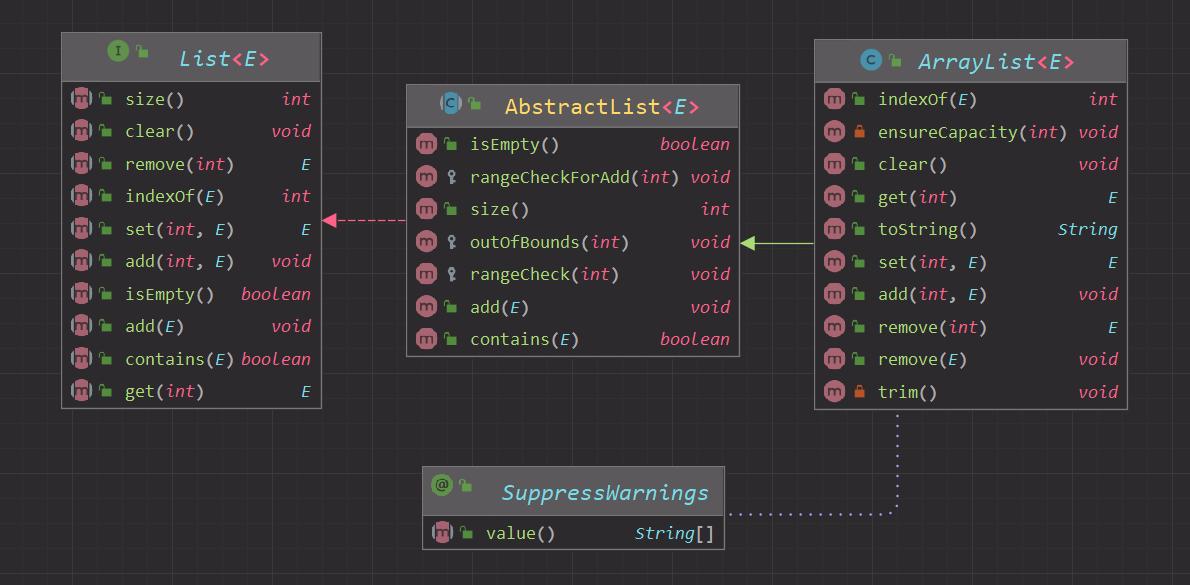 I List<E>
m size() int
m clear() void
m remove(int) E
m indexOf(E) int
m set(int, E) E
m add(int, E) void
m isEmpty() boolean
m add(E) void
m contains(E) boolean
m get(int) E
C AbstractList<E>
m isEmpty() boolean
m rangeCheckForAdd(int) void
m size() int
m outOfBounds(int) void
m rangeCheck(int) void
m add(E) void
m contains(E) boolean
C ArrayList<E>
m indexOf(E) int
m ensureCapacity(int) void
m clear() void
m get(int) E
m toString() String
m set(int, E) E
m add(int, E) void
m remove(int) E
m remove(E) void
m trim() void
@ SuppressWarnings
m value() String[]